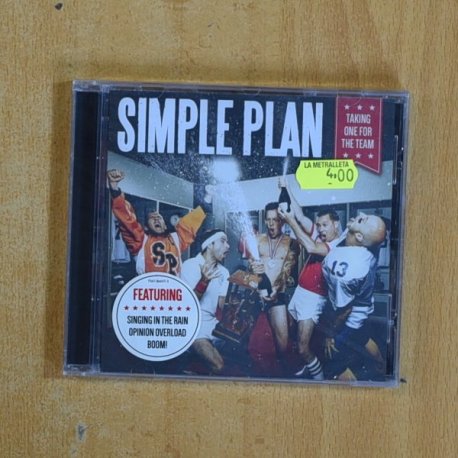 SIMPLE PLAN
TAKING
ONE FOR
THE TEAM
LA METRALLETA
4.00
SP
13
FEATURING
SINGING IN THE RAIN
OPINION OVERLOAD
BOOM!